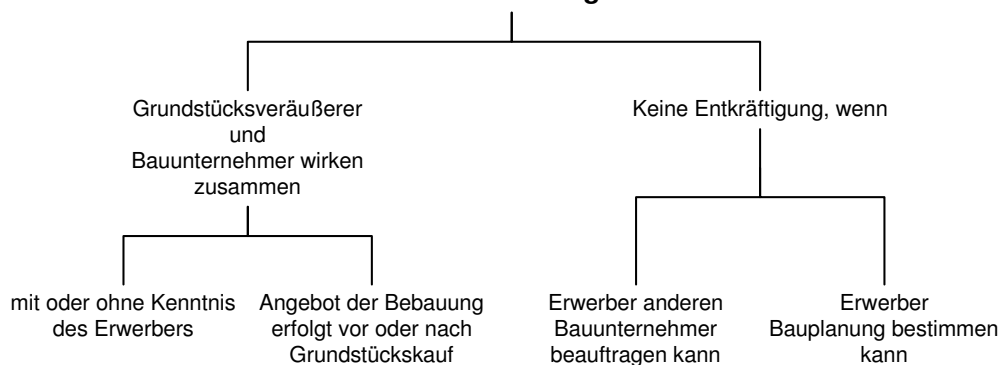 Grundstücksveräußerer
und
Bauunternehmer wirken
zusammen
Keine Entkräftigung, wenn
mit oder ohne Kenntnis
des Erwerbers
Angebot der Bebauung
erfolgt vor oder nach
Grundstückskauf
Erwerber anderen
Bauunternehmer
beauftragen kann
Erwerber
Bauplanung bestimmen
kann